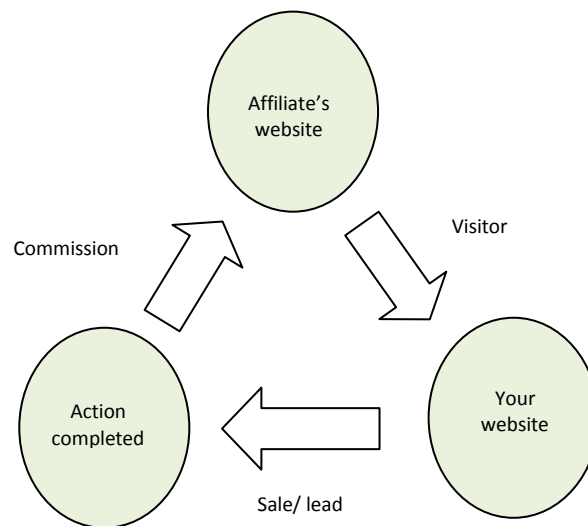 Affiliate’s
website
Visitor
Commission
Your
website
Action
completed
Sale/ lead